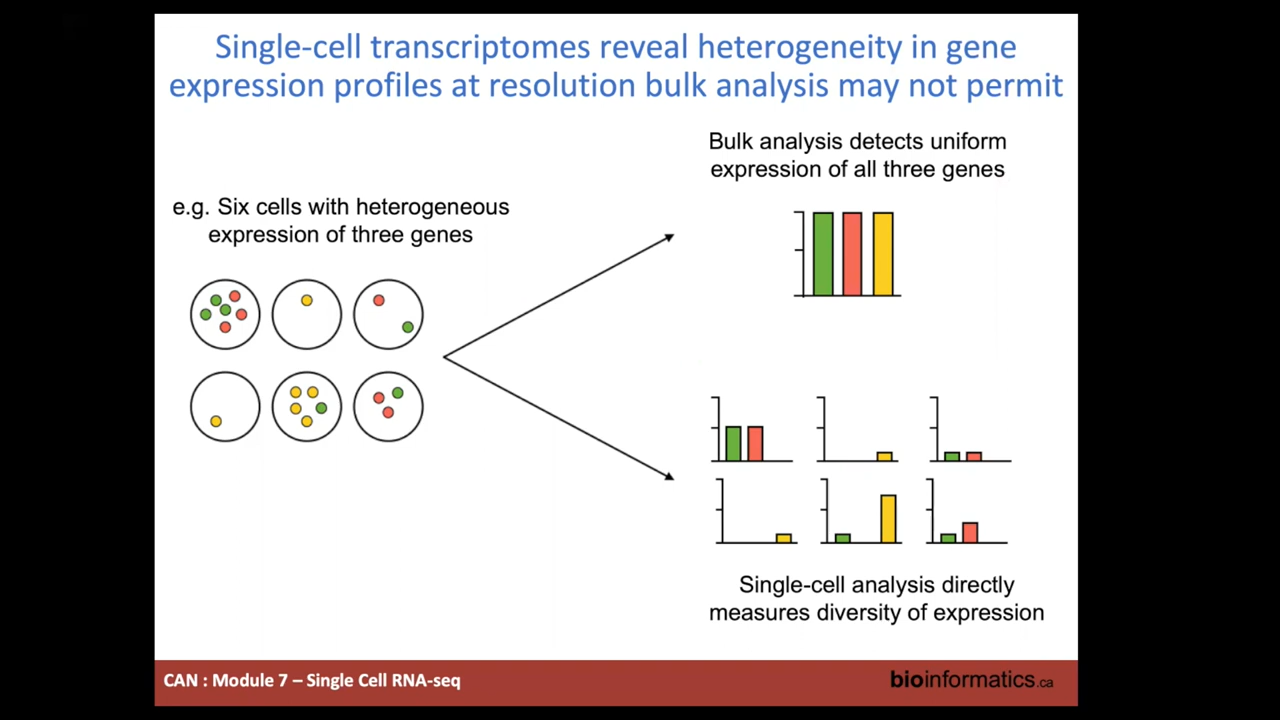 Single-cell transcriptomes reveal heterogeneity in gene
expression profiles at resolution bulk analysis may not permit
Bulk analysis detects uniform
expression of all three genes
e.g. Six cells with heterogeneous
expression of three genes
Single-cell analysis directly
measures diversity of expression
CAN : Module 7 – Single Cell RNA-seq
bioinformatics.ca